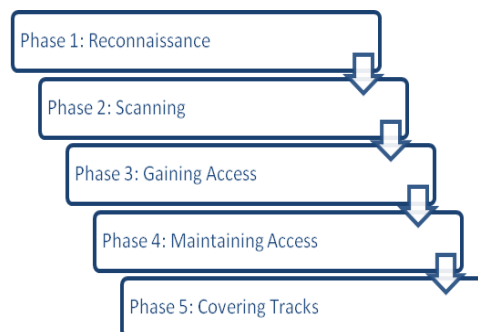 Phase 1: Reconnaissance
Phase 2: Scanning
Phase 3: Gaining Access
Phase 4: Maintaining Access
Phase 5: Covering Tracks